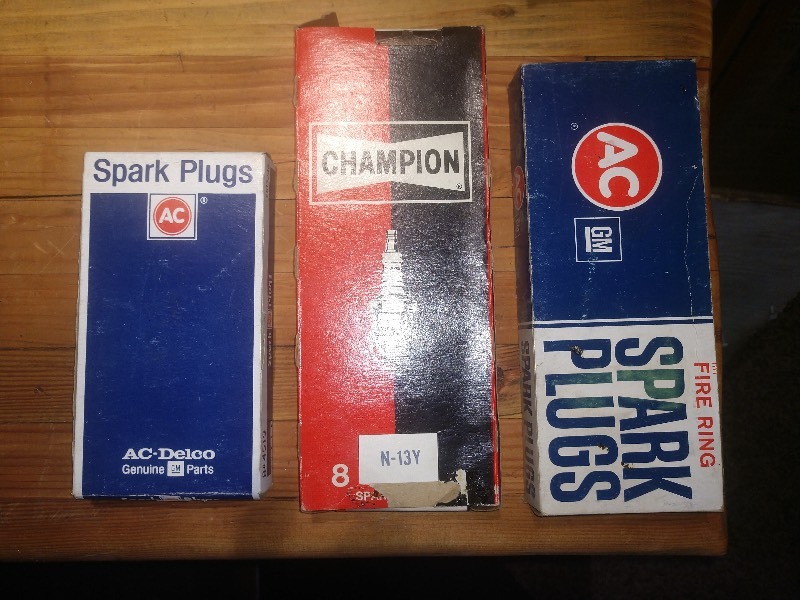 Spark Plugs
AC
®
AC-Delco
Genuine GM Parts
CHAMPION
®
N-13Y
8
®
AC
GM
FIRE RING
SPARK
PLUGS
SPARK PLUGS